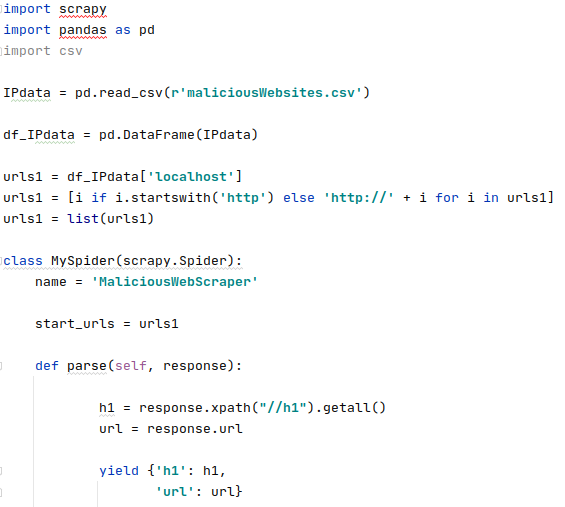 import scrapy
import pandas as pd
import csv
IPdata = pd.read_csv(r'maliciousWebsites.csv')
df_IPdata = pd.DataFrame(IPdata)
urls1 = df_IPdata['localhost']
urls1 = [i if i.startswith('http') else 'http://' + i for i in urls1]
urls1 = list(urls1)
class MySpider(scrapy.Spider):
    name = 'MaliciousWebScraper'
    start_urls = urls1
    def parse(self, response):
            h1 = response.xpath("//h1").getall()
            url = response.url
            yield {'h1': h1,
                   'url': url}